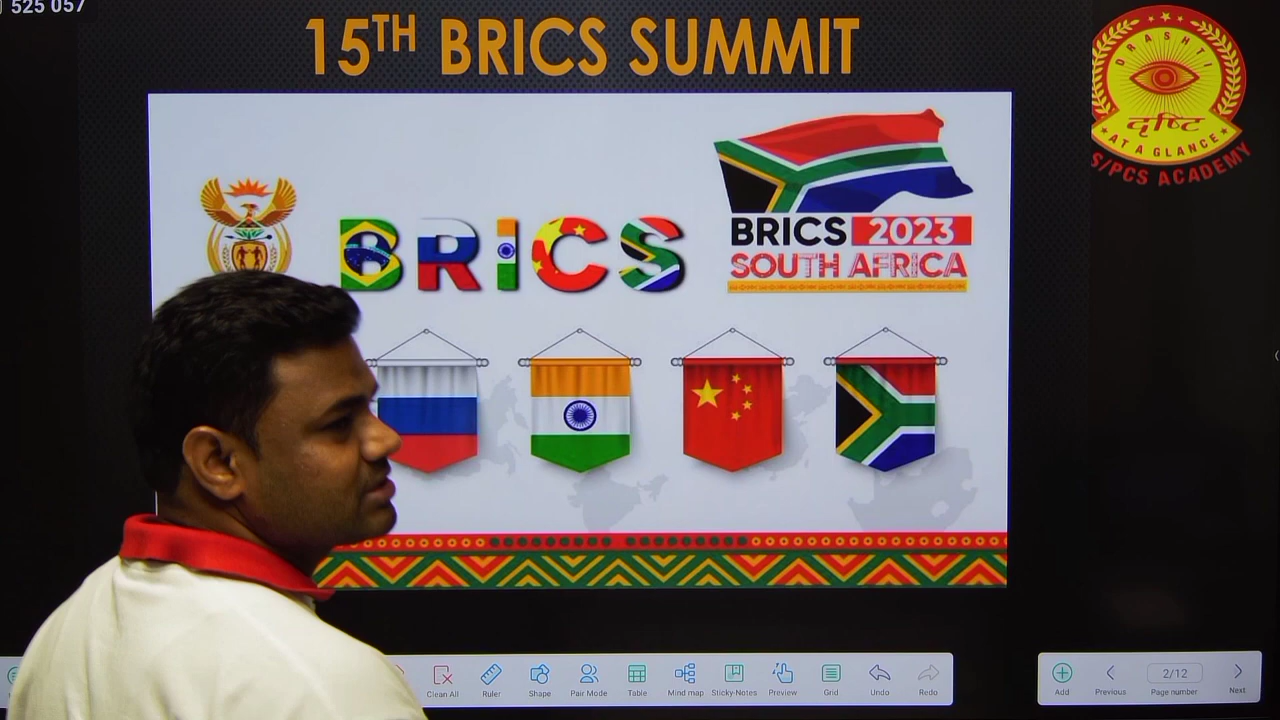 525 057
15TH BRICS SUMMIT
DRASHTI
दृष्टि
AT A GLANCE
S/PCS ACADEMY
BRICS
BRICS 2023
SOUTH AFRICA
Clean All
Ruler
Shape
Pair Mode
Table
Mind map
Sticky-Notes
Preview
Grid
Undo
Redo
Add
Previous
2/12
Page number
Next